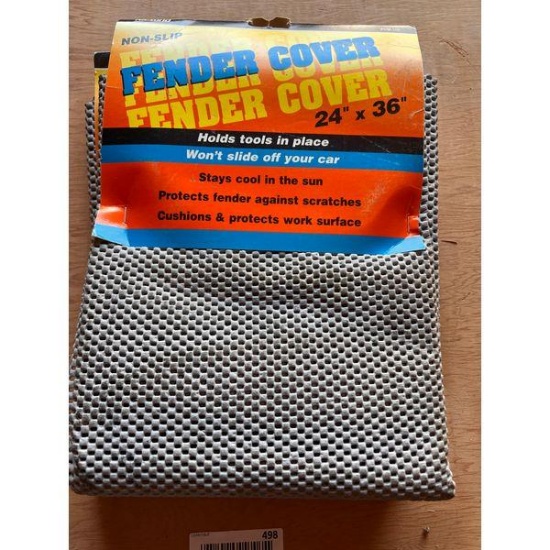 NON-SLIP
FENDER COVER
FENDER COVER
24" x 36"
Holds tools in place
Won't slide off your car
Stays cool in the sun
Protects fender against scratches
Cushions & protects work surface
49B